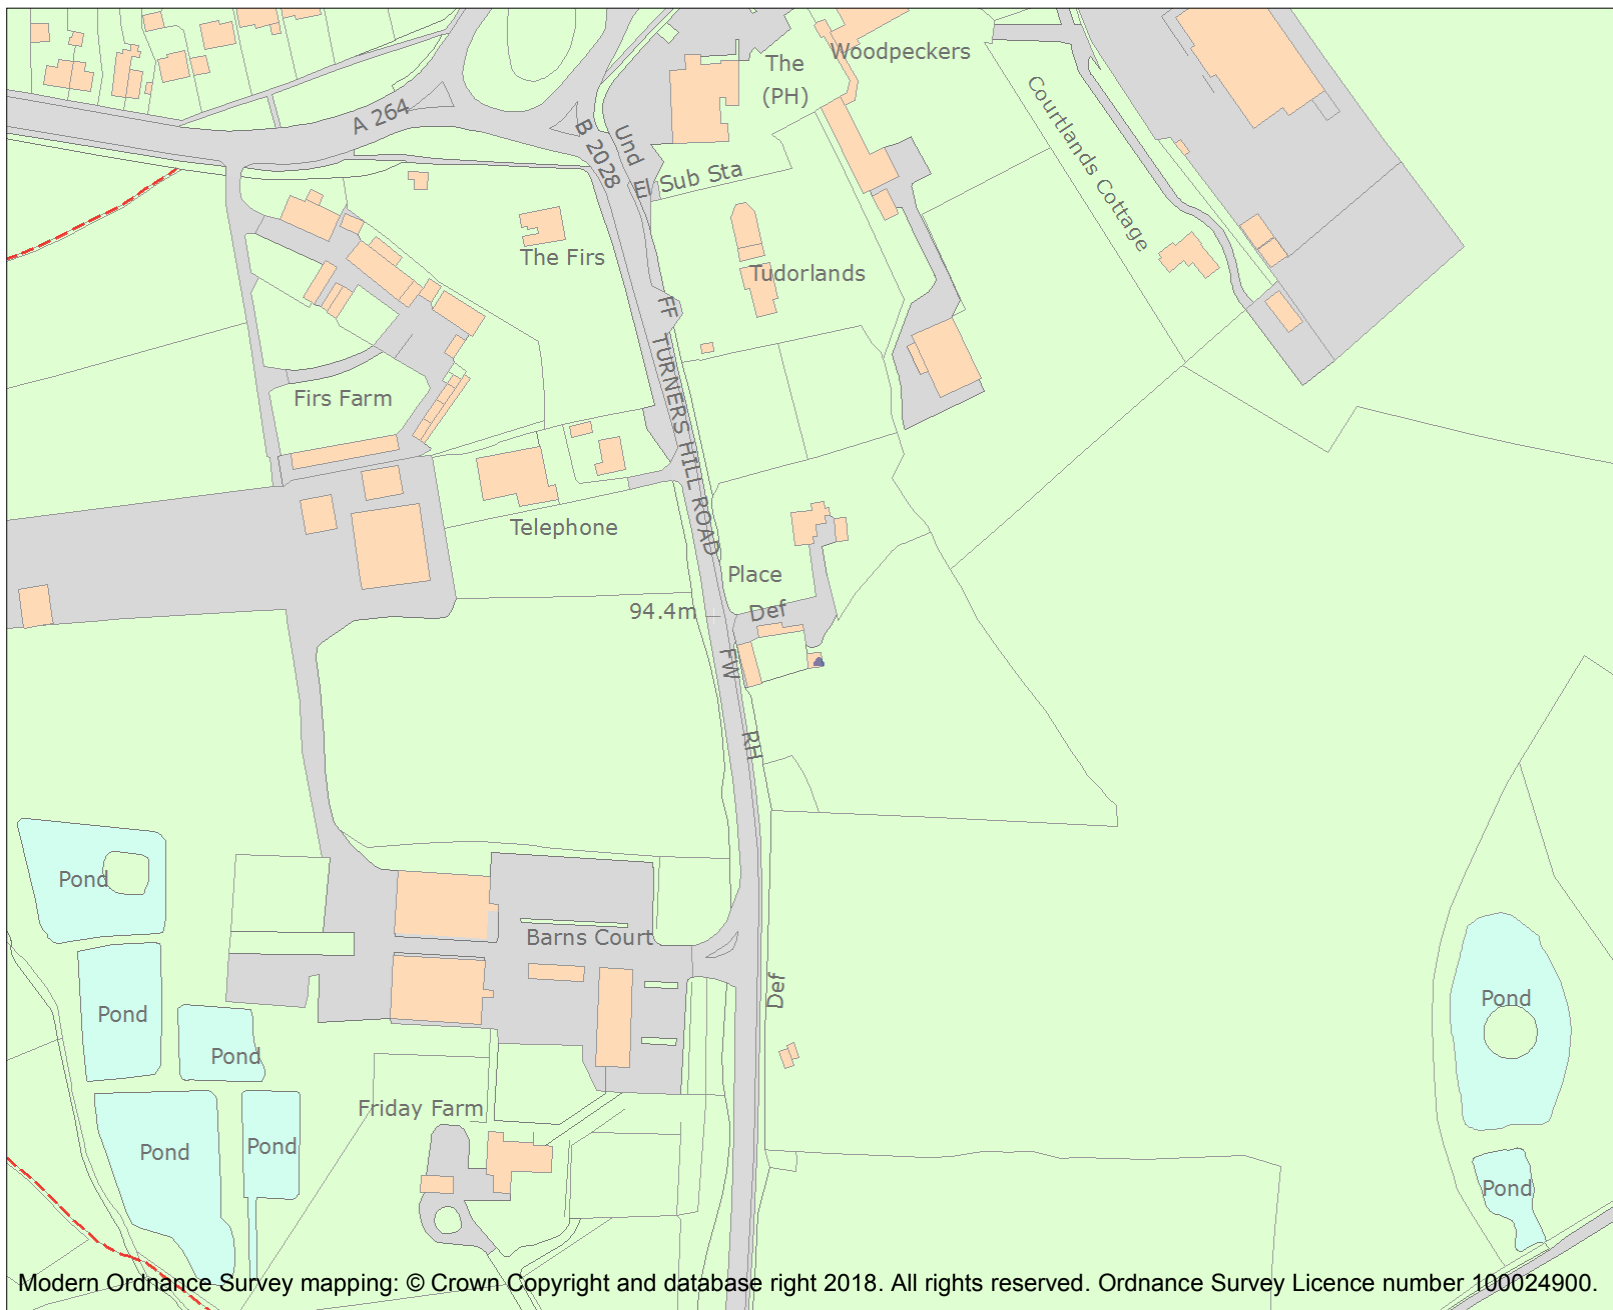 The
(PH)
Woodpeckers
A 264
B 2028
Und
El Sub Sta
Courtlands Cottage
The Firs
Tudorlands
FF
TURNERS HILL ROAD
Firs Farm
Telephone
Place
Def
94.4m
FW
RH
Pond
Barns Court
Def
Pond
Pond
Pond
Friday Farm
Pond
Pond
Pond
Modern Ordnance Survey mapping: © Crown Copyright and database right 2018. All rights reserved. Ordnance Survey Licence number 100024900.